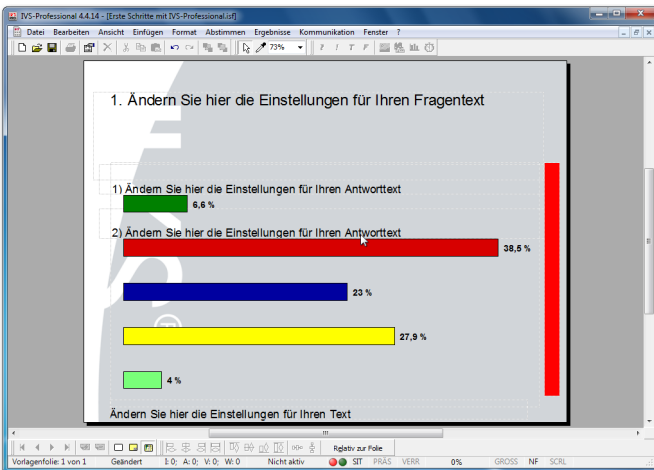 IVS-Professional 4.4.14 - [Erste Schritte mit IVS-Professional.isf]
Datei Bearbeiten Ansicht Einfügen Format Abstimmen Ergebnisse Kommunikation Fenster ?
73%
? ! T F
1. Ändern Sie hier die Einstellungen für Ihren Fragentext
1) Ändern Sie hier die Einstellungen für Ihren Antworttext
6,6 %
2) Ändern Sie hier die Einstellungen für Ihren Antworttext
38,5 %
23 %
27,9 %
4 %
Ändern Sie hier die Einstellungen für Ihren Text
Relativ zur Folie
Vorlagenfolie: 1 von 1 Geändert I: 0; A: 0; V: 0; W: 0 Nicht aktiv SIT PRÄS VERR 0% GROSS NF SCRL